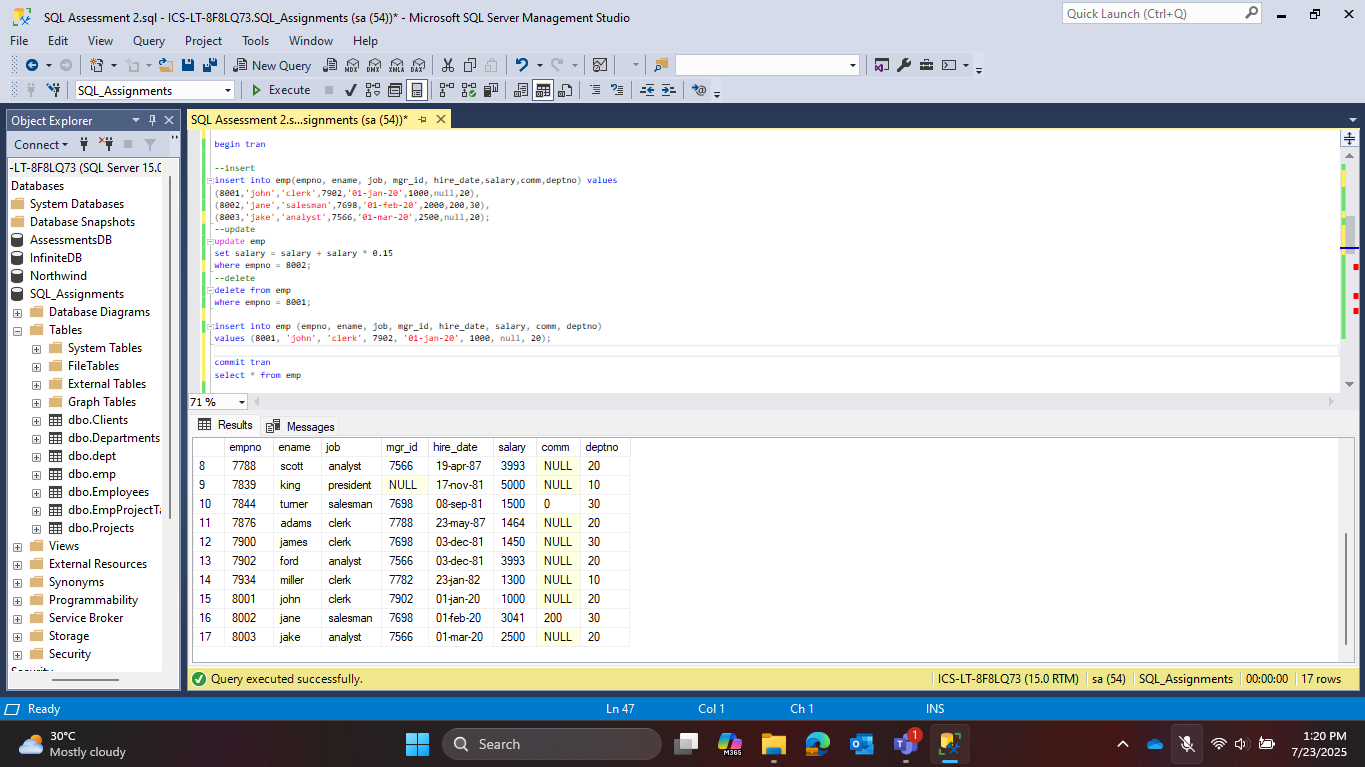 SQL Assessment 2.sql - ICS-LT-8F8LQ73.SQL_Assignments (sa (54))* - Microsoft SQL Server Management Studio
Quick Launch (Ctrl+Q)
File Edit View Query Project Tools Window Help
New Query MDX DMX XMLA DAX
SQL_Assignments Execute
Object Explorer
SQL Assessment 2.s...signments (sa (54))*
Connect
-LT-8F8LQ73 (SQL Server 15.0
Databases
System Databases
Database Snapshots
AssessmentsDB
InfiniteDB
Northwind
SQL_Assignments
Database Diagrams
Tables
System Tables
FileTables
External Tables
Graph Tables
dbo.Clients
dbo.Departments
dbo.dept
dbo.emp
dbo.Employees
dbo.EmpProjectTa
dbo.Projects
Views
External Resources
Synonyms
Programmability
Service Broker
Storage
Security
Security
begin tran
--insert
insert into emp(empno, ename, job, mgr_id, hire_date,salary,comm,deptno) values
(8001,'john','clerk',7902,'01-jan-20',1000,null,20),
(8002,'jane','salesman',7698,'01-feb-20',2000,200,30),
(8003,'jake','analyst',7566,'01-mar-20',2500,null,20);
--update
update emp
set salary = salary + salary * 0.15
where empno = 8002;
--delete
delete from emp
where empno = 8001;
insert into emp (empno, ename, job, mgr_id, hire_date, salary, comm, deptno)
values (8001, 'john', 'clerk', 7902, '01-jan-20', 1000, null, 20);
commit tran
select * from emp
71 %
Results Messages
empno ename job mgr_id hire_date salary comm deptno
8 7788 scott analyst 7566 19-apr-87 3993 NULL 20
9 7839 king president NULL 17-nov-81 5000 NULL 10
10 7844 turner salesman 7698 08-sep-81 1500 0 30
11 7876 adams clerk 7788 23-may-87 1464 NULL 20
12 7900 james clerk 7698 03-dec-81 1450 NULL 30
13 7902 ford analyst 7566 03-dec-81 3993 NULL 20
14 7934 miller clerk 7782 23-jan-82 1300 NULL 10
15 8001 john clerk 7902 01-jan-20 1000 NULL 20
16 8002 jane salesman 7698 01-feb-20 3041 200 30
17 8003 jake analyst 7566 01-mar-20 2500 NULL 20
Query executed successfully. ICS-LT-8F8LQ73 (15.0 RTM) sa (54) SQL_Assignments 00:00:00 17 rows
Ready Ln 47 Col 1 Ch 1 INS
30°C
Mostly cloudy
Search
M365
1
1:20 PM
7/23/2025